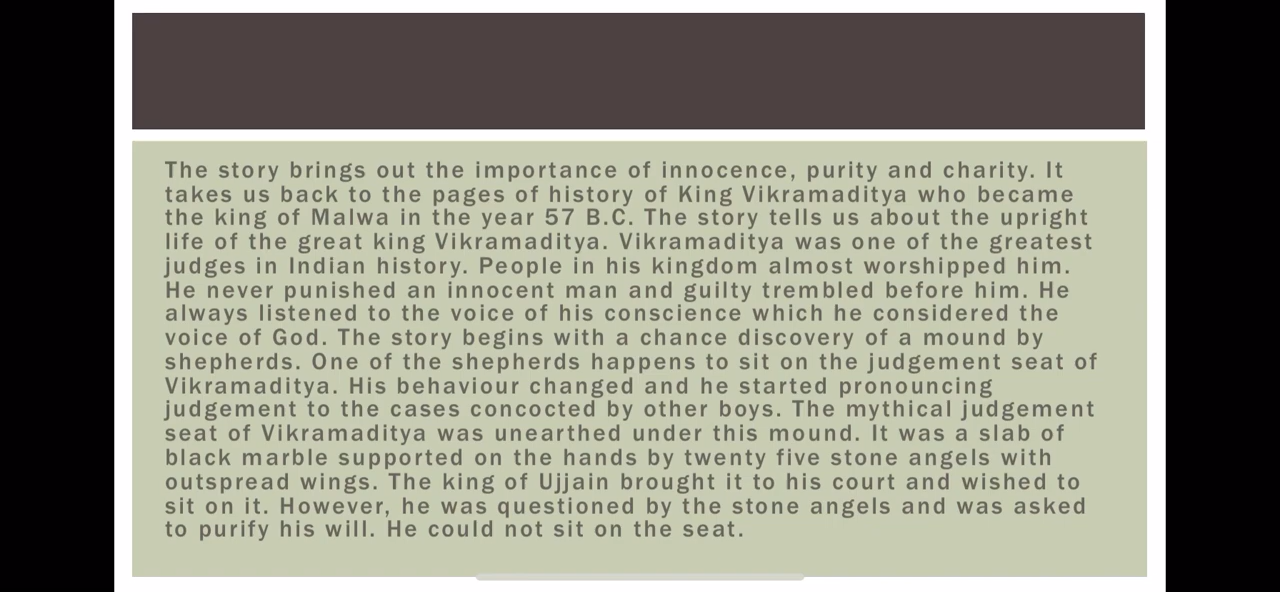 The story brings out the importance of innocence, purity and charity. It
takes us back to the pages of history of King Vikramaditya who became
the king of Malwa in the year 57 B.C. The story tells us about the upright
life of the great king Vikramaditya. Vikramaditya was one of the greatest
judges in Indian history. People in his kingdom almost worshipped him.
He never punished an innocent man and guilty trembled before him. He
always listened to the voice of his conscience which he considered the
voice of God. The story begins with a chance discovery of a mound by
shepherds. One of the shepherds happens to sit on the judgement seat of
Vikramaditya. His behaviour changed and he started pronouncing
judgement to the cases concocted by other boys. The mythical judgement
seat of Vikramaditya was unearthed under this mound. It was a slab of
black marble supported on the hands by twenty five stone angels with
outspread wings. The king of Ujjain brought it to his court and wished to
sit on it. However, he was questioned by the stone angels and was asked
to purify his will. He could not sit on the seat.